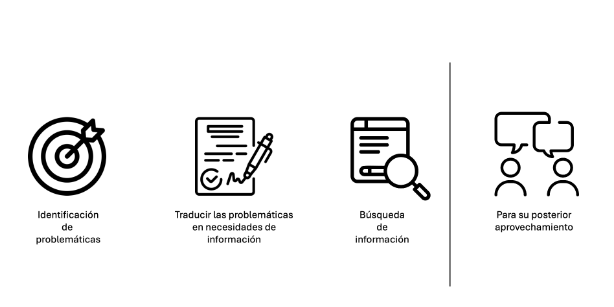 Identificación
de
problemáticas
Traducir las problemáticas
en necesidades de
información
Búsqueda
de
información
Para su posterior
aprovechamiento